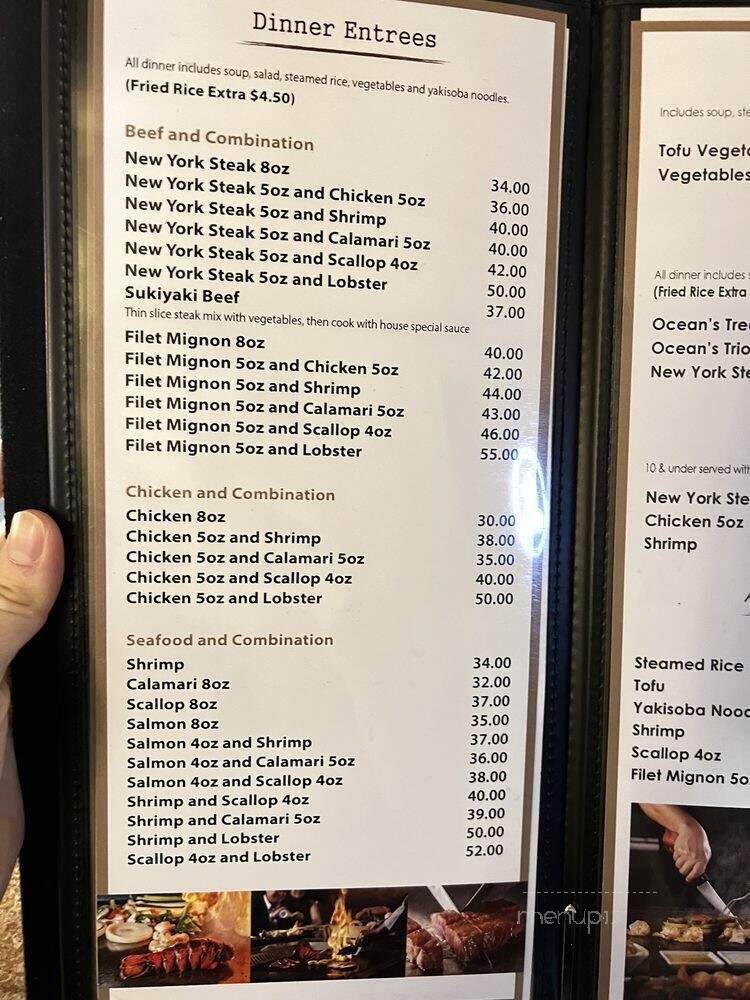 Dinner Entrees
All dinner includes soup, salad, steamed rice, vegetables and yakisoba noodles.
(Fried Rice Extra $4.50)
Beef and Combination
New York Steak 8oz 34.00
New York Steak 5oz and Chicken 5oz 36.00
New York Steak 5oz and Shrimp 40.00
New York Steak 5oz and Calamari 5oz 40.00
New York Steak 5oz and Scallop 4oz 42.00
New York Steak 5oz and Lobster 50.00
Sukiyaki Beef 37.00
Thin slice steak mix with vegetables, then cook with house special sauce
Filet Mignon 8oz 40.00
Filet Mignon 5oz and Chicken 5oz 42.00
Filet Mignon 5oz and Shrimp 44.00
Filet Mignon 5oz and Calamari 5oz 43.00
Filet Mignon 5oz and Scallop 4oz 46.00
Filet Mignon 5oz and Lobster 55.00
Chicken and Combination
Chicken 8oz 30.00
Chicken 5oz and Shrimp 38.00
Chicken 5oz and Calamari 5oz 35.00
Chicken 5oz and Scallop 4oz 40.00
Chicken 5oz and Lobster 50.00
Seafood and Combination
Shrimp 34.00
Calamari 8oz 32.00
Scallop 8oz 37.00
Salmon 8oz 35.00
Salmon 4oz and Shrimp 37.00
Salmon 4oz and Calamari 5oz 36.00
Salmon 4oz and Scallop 4oz 38.00
Shrimp and Scallop 4oz 40.00
Shrimp and Calamari 5oz 39.00
Shrimp and Lobster 50.00
Scallop 4oz and Lobster 52.00
Includes soup, ste
Tofu Vegeta
Vegetables
All dinner includes s
(Fried Rice Extra
Ocean's Trea
Ocean's Trio
New York Ste
10 & under served with
New York Ste
Chicken 5oz
Shrimp
Steamed Rice
Tofu
Yakisoba Nood
Shrimp
Scallop 4oz
Filet Mignon 5o